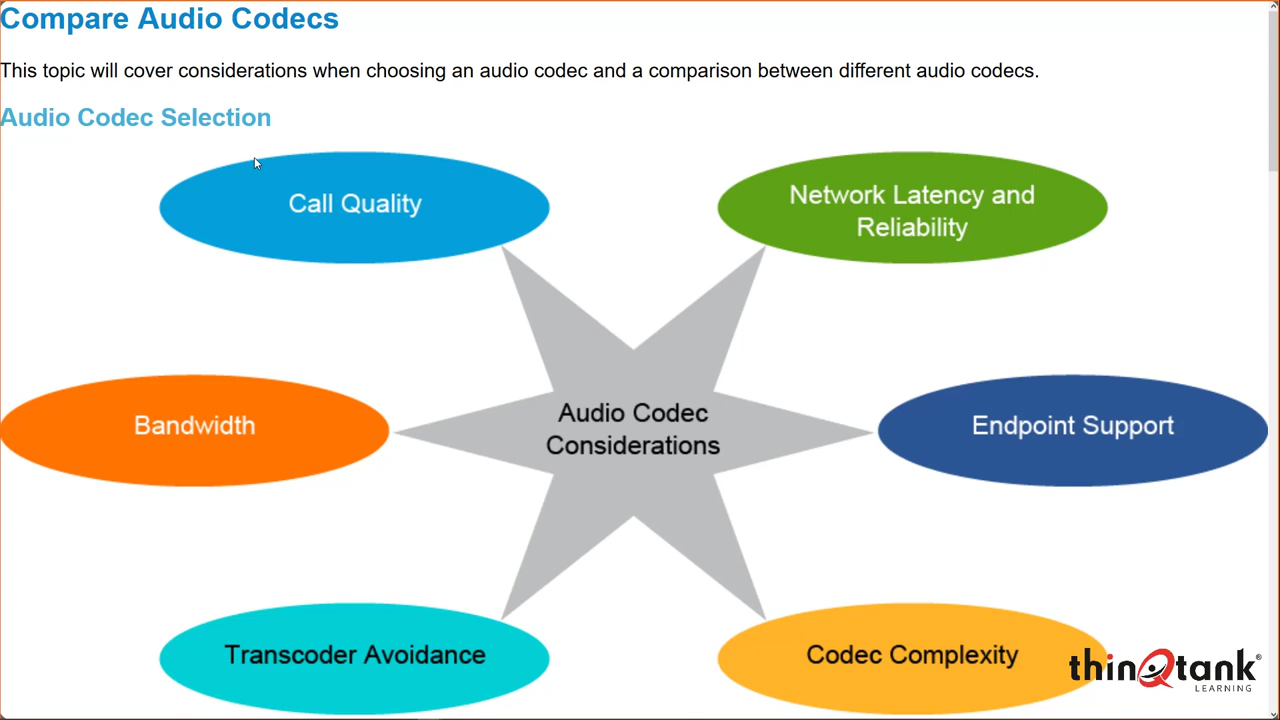 Compare Audio Codecs
This topic will cover considerations when choosing an audio codec and a comparison between different audio codecs.
Audio Codec Selection
Call Quality
Network Latency and
Reliability
Bandwidth
Audio Codec
Considerations
Endpoint Support
Transcoder Avoidance
Codec Complexity
thinQtank®
LEARNING